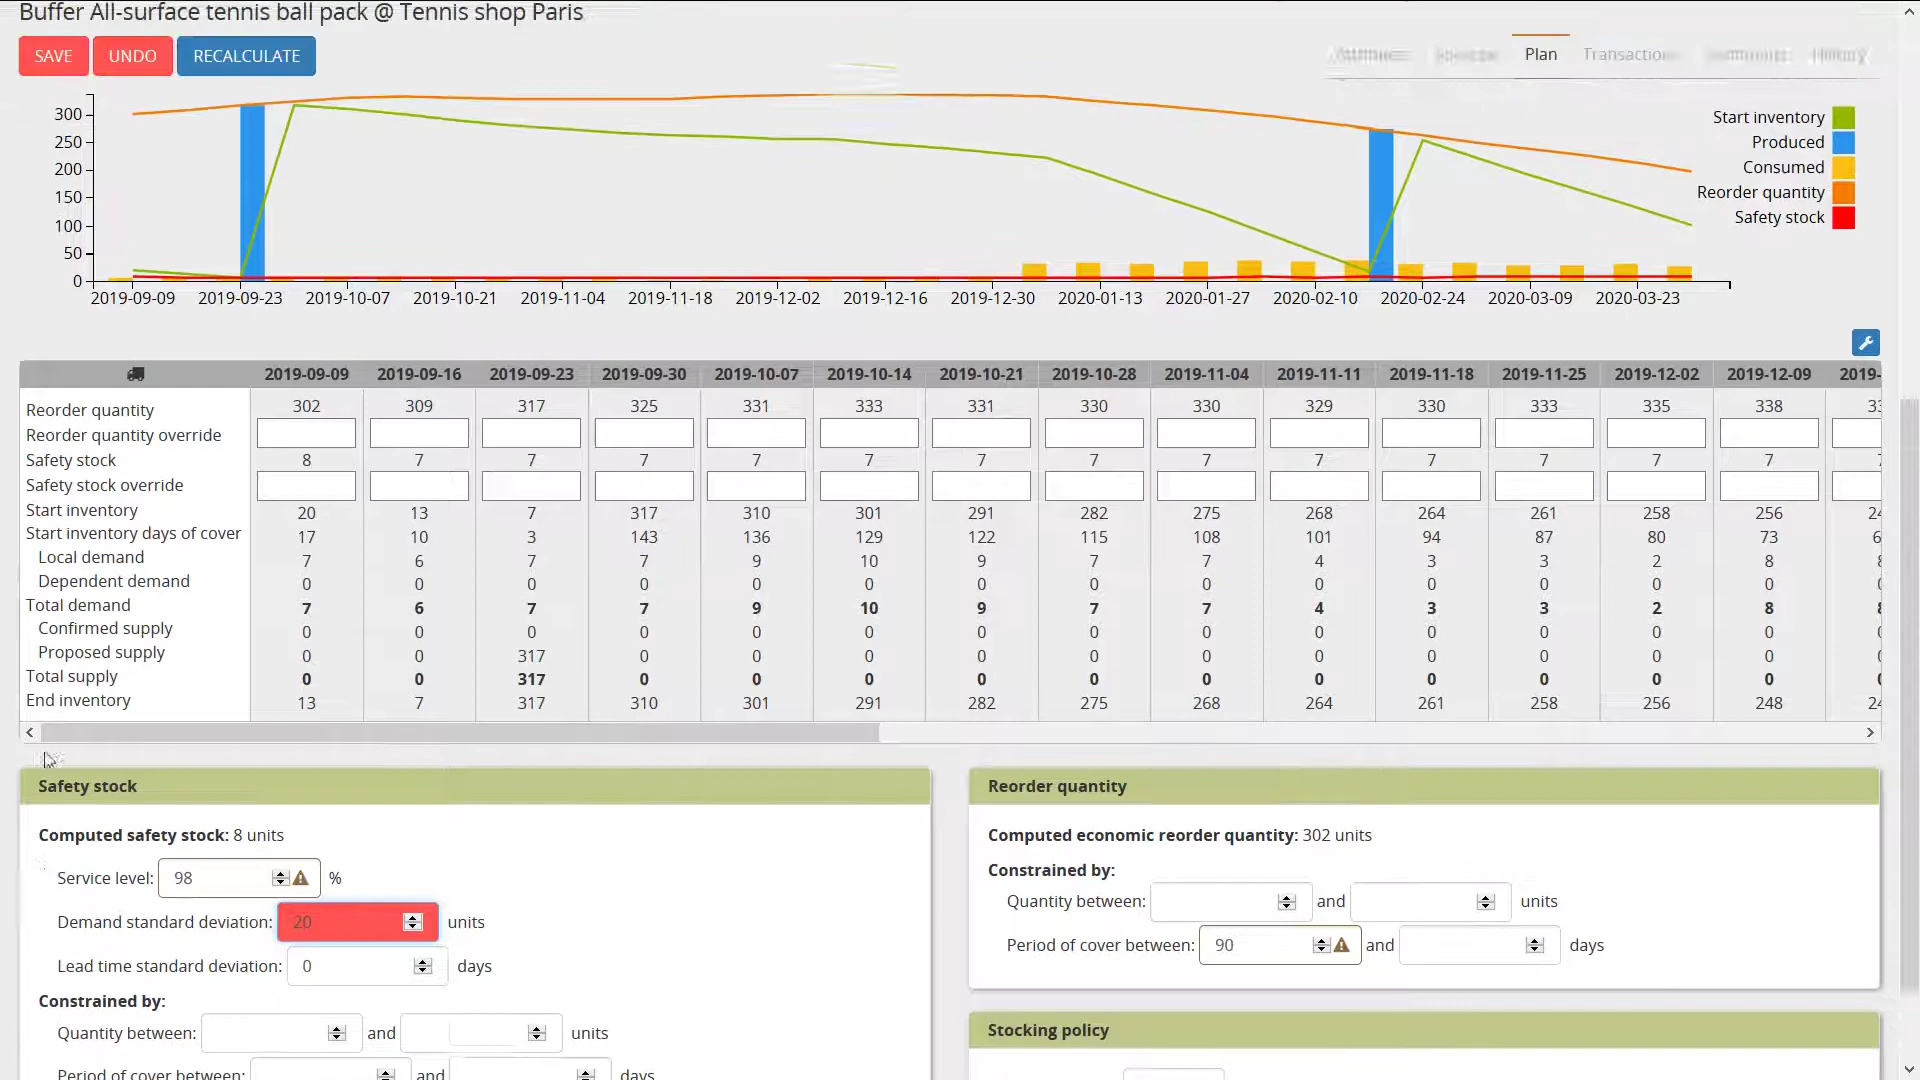 Buffer All-surface tennis ball pack @ Tennis shop Paris
SAVE UNDO RECALCULATE
Plan Transactions
300
250
200
150
100
50
0
2019-09-09 2019-09-23 2019-10-07 2019-10-21 2019-11-04 2019-11-18 2019-12-02 2019-12-16 2019-12-30 2020-01-13 2020-01-27 2020-02-10 2020-02-24 2020-03-09 2020-03-23
Start inventory
Produced
Consumed
Reorder quantity
Safety stock
2019-09-09 2019-09-16 2019-09-23 2019-09-30 2019-10-07 2019-10-14 2019-10-21 2019-10-28 2019-11-04 2019-11-11 2019-11-18 2019-11-25 2019-12-02 2019-12-09 2019-
Reorder quantity 302 309 317 325 331 333 331 330 330 329 330 333 335 338
Reorder quantity override
Safety stock 8 7 7 7 7 7 7 7 7 7 7 7 7 7
Safety stock override
Start inventory 20 13 7 317 310 301 291 282 275 268 264 261 258 256
Start inventory days of cover 17 10 3 143 136 129 122 115 108 101 94 87 80 73
Local demand 7 6 7 7 9 10 9 7 7 4 3 3 2 8
Dependent demand 0 0 0 0 0 0 0 0 0 0 0 0 0 0
Total demand 7 6 7 7 9 10 9 7 7 4 3 3 2 8
Confirmed supply 0 0 0 0 0 0 0 0 0 0 0 0 0 0
Proposed supply 0 0 317 0 0 0 0 0 0 0 0 0 0 0
Total supply 0 0 317 0 0 0 0 0 0 0 0 0 0 0
End inventory 13 7 317 310 301 291 282 275 268 264 261 258 256 248
Safety stock
Computed safety stock: 8 units
Service level: 98 %
Demand standard deviation: 20 units
Lead time standard deviation: 0 days
Constrained by:
Quantity between: and units
Period of cover between: and days
Reorder quantity
Computed economic reorder quantity: 302 units
Constrained by:
Quantity between: and units
Period of cover between: 90 and days
Stocking policy